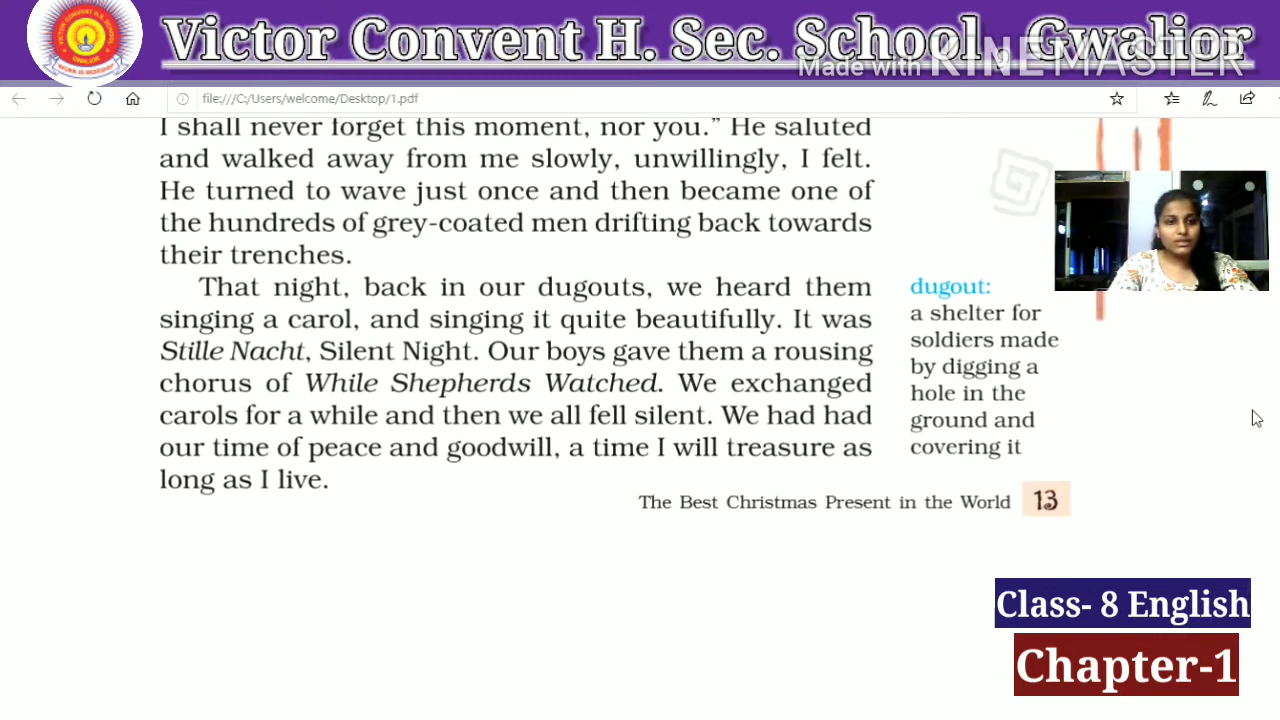 Victor Convent H. Sec. School, Gwalior
Made with KINEMASTER
file:///C:/Users/welcome/Desktop/1.pdf
I shall never forget this moment, nor you.” He saluted
and walked away from me slowly, unwillingly, I felt.
He turned to wave just once and then became one of
the hundreds of grey-coated men drifting back towards
their trenches.
That night, back in our dugouts, we heard them
singing a carol, and singing it quite beautifully. It was
Stille Nacht, Silent Night. Our boys gave them a rousing
chorus of While Shepherds Watched. We exchanged
carols for a while and then we all fell silent. We had had
our time of peace and goodwill, a time I will treasure as
long as I live.
dugout:
a shelter for
soldiers made
by digging a
hole in the
ground and
covering it
The Best Christmas Present in the World 13
Class- 8 English
Chapter-1